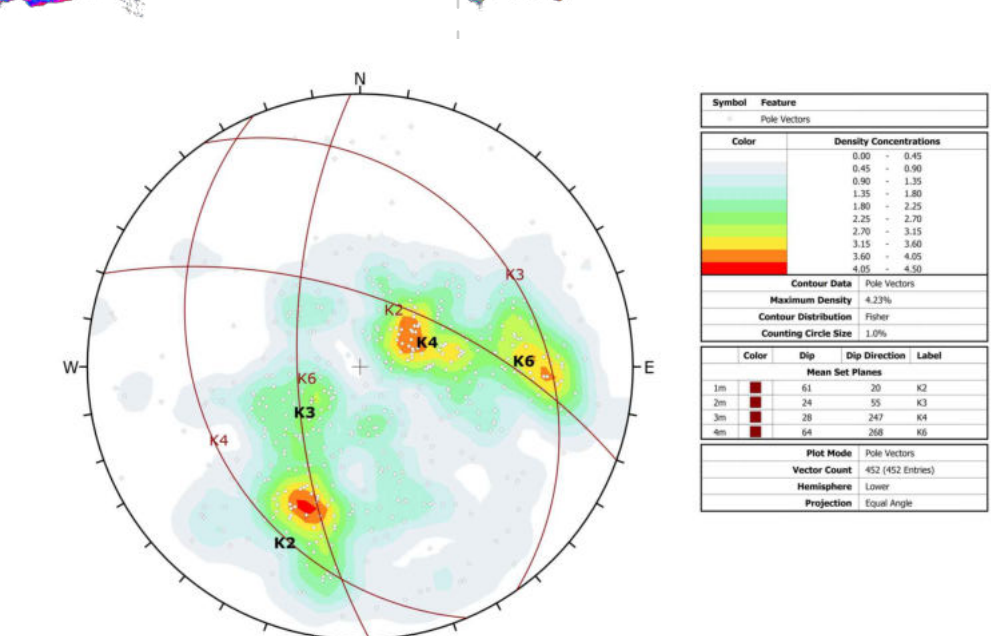 N
W
E
K3
K2
K4
K6
K6
K3
K4
K2
Symbol Feature
Pole Vectors
Color Density Concentrations
0.00 - 0.45
0.45 - 0.90
0.90 - 1.35
1.35 - 1.80
1.80 - 2.25
2.25 - 2.70
2.70 - 3.15
3.15 - 3.60
3.60 - 4.05
4.05 - 4.50
Contour Data Pole Vectors
Maximum Density 4.23%
Contour Distribution Fisher
Counting Circle Size 1.0%
Color Dip Dip Direction Label
Mean Set Planes
1m 61 20 K2
2m 24 55 K3
3m 28 247 K4
4m 64 268 K6
Plot Mode Pole Vectors
Vector Count 452 (452 Entries)
Hemisphere Lower
Projection Equal Angle